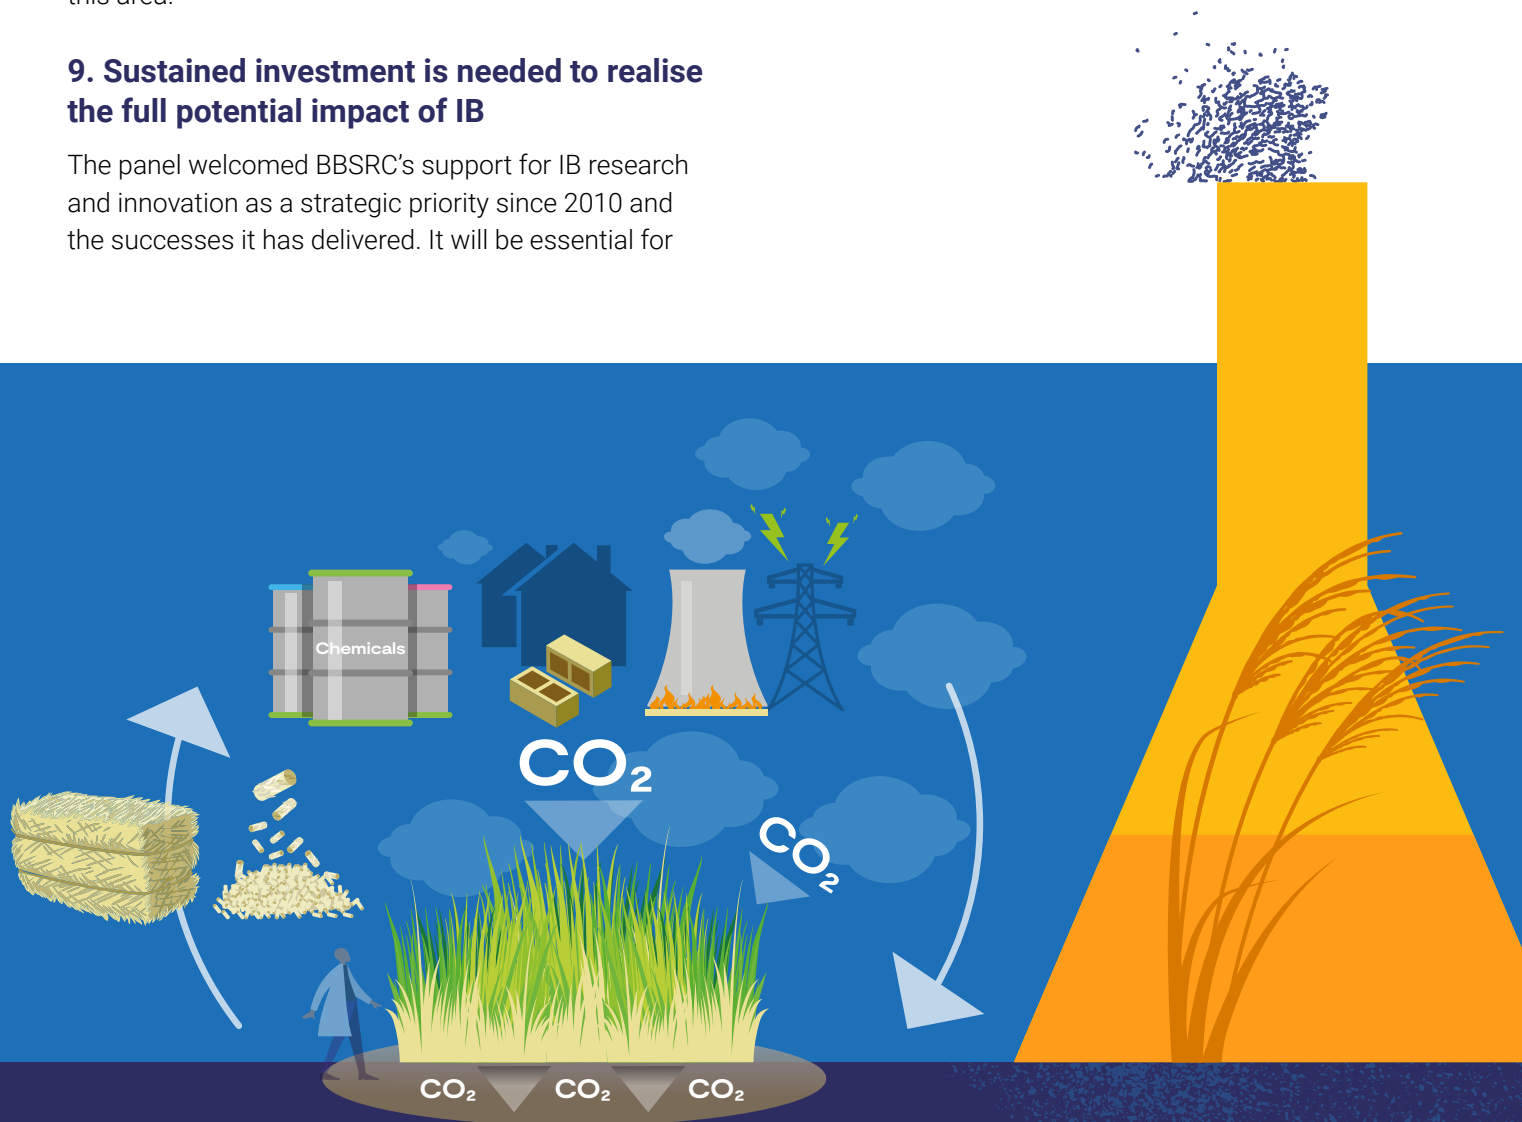 this area.
9. Sustained investment is needed to realise
the full potential impact of IB
The panel welcomed BBSRC’s support for IB research
and innovation as a strategic priority since 2010 and
the successes it has delivered. It will be essential for
Chemicals
CO₂
CO₂
CO₂ CO₂ CO₂